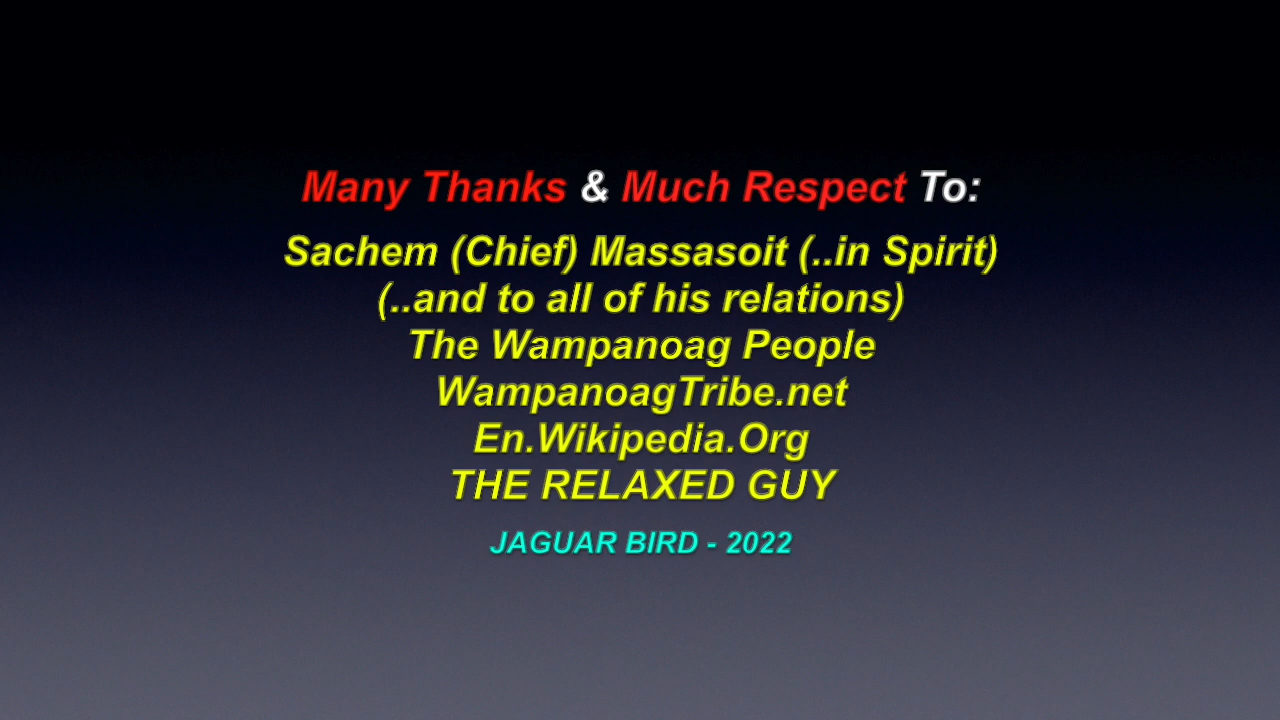 Many Thanks & Much Respect To:
Sachem (Chief) Massasoit (..in Spirit)
(..and to all of his relations)
The Wampanoag People
WampanoagTribe.net
En.Wikipedia.Org
THE RELAXED GUY
JAGUAR BIRD - 2022